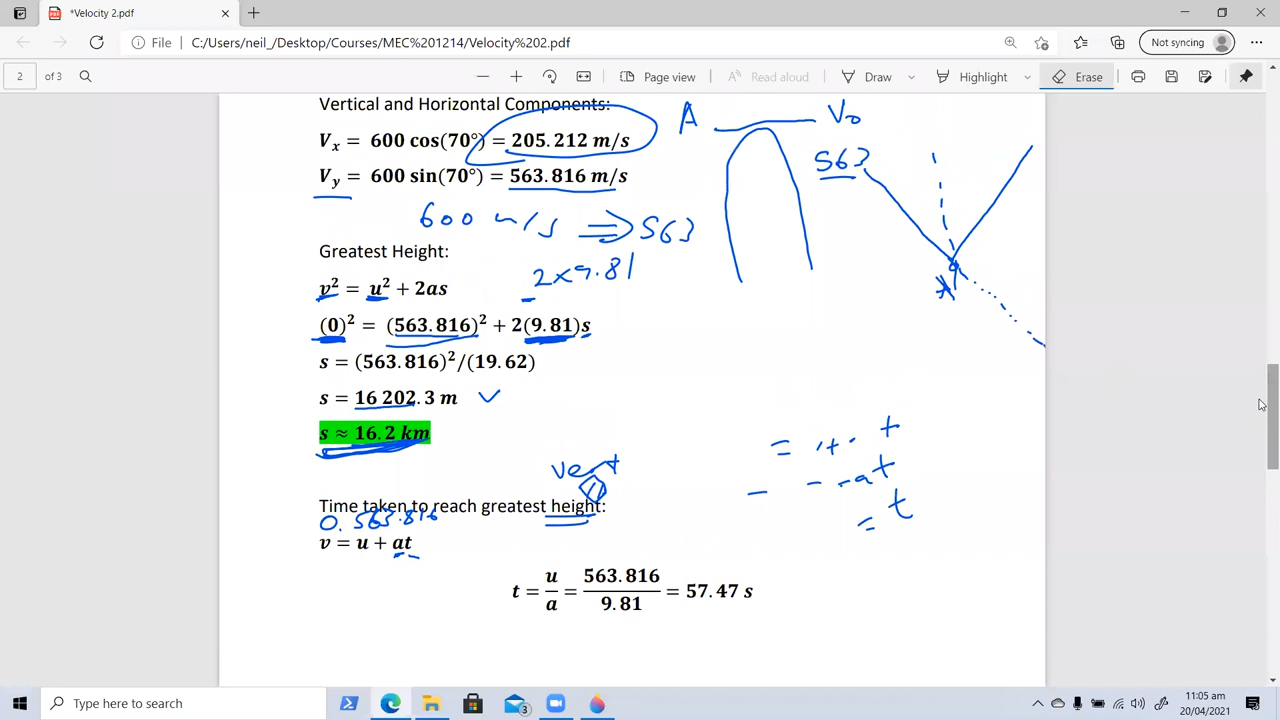 *Velocity 2.pdf
File C:/Users/neil_/Desktop/Courses/MEC%201214/Velocity%202.pdf
Not syncing
2 of 3
Page view
Read aloud
Draw
Highlight
Erase
Vertical and Horizontal Components:
Vx = 600 cos(70°) = 205.212 m/s
Vy = 600 sin(70°) = 563.816 m/s
A
V0
563
600 m/s ⇒ 563
Greatest Height:
2×9.81
v² = u² + 2as
(0)² = (563.816)² + 2(9.81)s
s = (563.816)²/(19.62)
s = 16 202.3 m
s ≈ 16.2 km
vert
Time taken to reach greatest height:
0. 563.816
v = u + at
t = u/a = 563.816/9.81 = 57.47 s
= t
Type here to search
3
11:05 am
20/04/2021